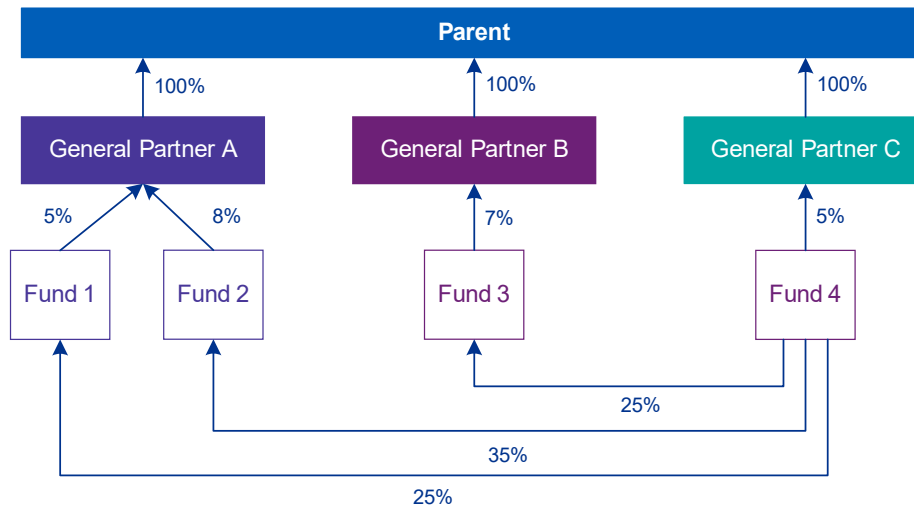 Parent
100%
100%
100%
General Partner A
General Partner B
General Partner C
5%
8%
7%
5%
Fund 1
Fund 2
Fund 3
Fund 4
25%
35%
25%